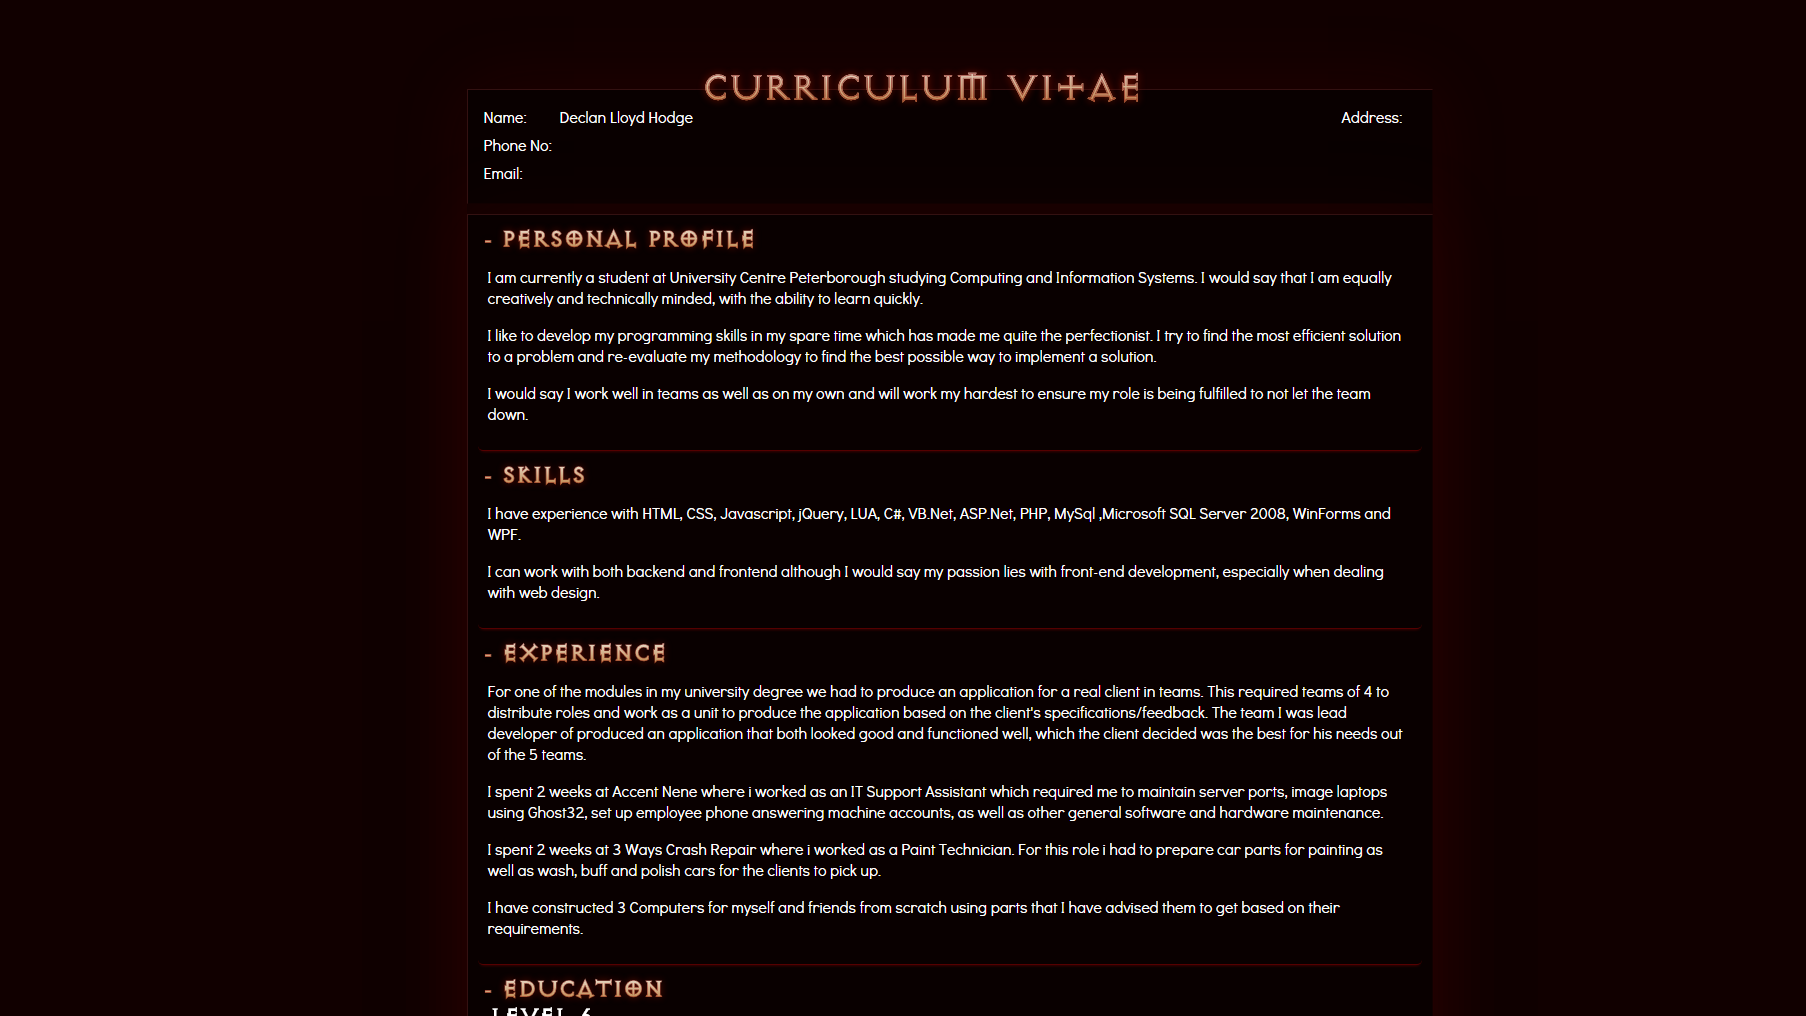 CURRICULUM VITAE
Name: Declan Lloyd Hodge Address:
Phone No:
Email:
- PERSONAL PROFILE
I am currently a student at University Centre Peterborough studying Computing and Information Systems. I would say that I am equally
creatively and technically minded, with the ability to learn quickly.
I like to develop my programming skills in my spare time which has made me quite the perfectionist. I try to find the most efficient solution
to a problem and re-evaluate my methodology to find the best possible way to implement a solution.
I would say I work well in teams as well as on my own and will work my hardest to ensure my role is being fulfilled to not let the team
down.
- SKILLS
I have experience with HTML, CSS, Javascript, jQuery, LUA, C#, VB.Net, ASP.Net, PHP, MySql ,Microsoft SQL Server 2008, WinForms and
WPF.
I can work with both backend and frontend although I would say my passion lies with front-end development, especially when dealing
with web design.
- EXPERIENCE
For one of the modules in my university degree we had to produce an application for a real client in teams. This required teams of 4 to
distribute roles and work as a unit to produce the application based on the client's specifications/feedback. The team I was lead
developer of produced an application that both looked good and functioned well, which the client decided was the best for his needs out
of the 5 teams.
I spent 2 weeks at Accent Nene where i worked as an IT Support Assistant which required me to maintain server ports, image laptops
using Ghost32, set up employee phone answering machine accounts, as well as other general software and hardware maintenance.
I spent 2 weeks at 3 Ways Crash Repair where i worked as a Paint Technician. For this role i had to prepare car parts for painting as
well as wash, buff and polish cars for the clients to pick up.
I have constructed 3 Computers for myself and friends from scratch using parts that I have advised them to get based on their
requirements.
- EDUCATION
LEVEL 6